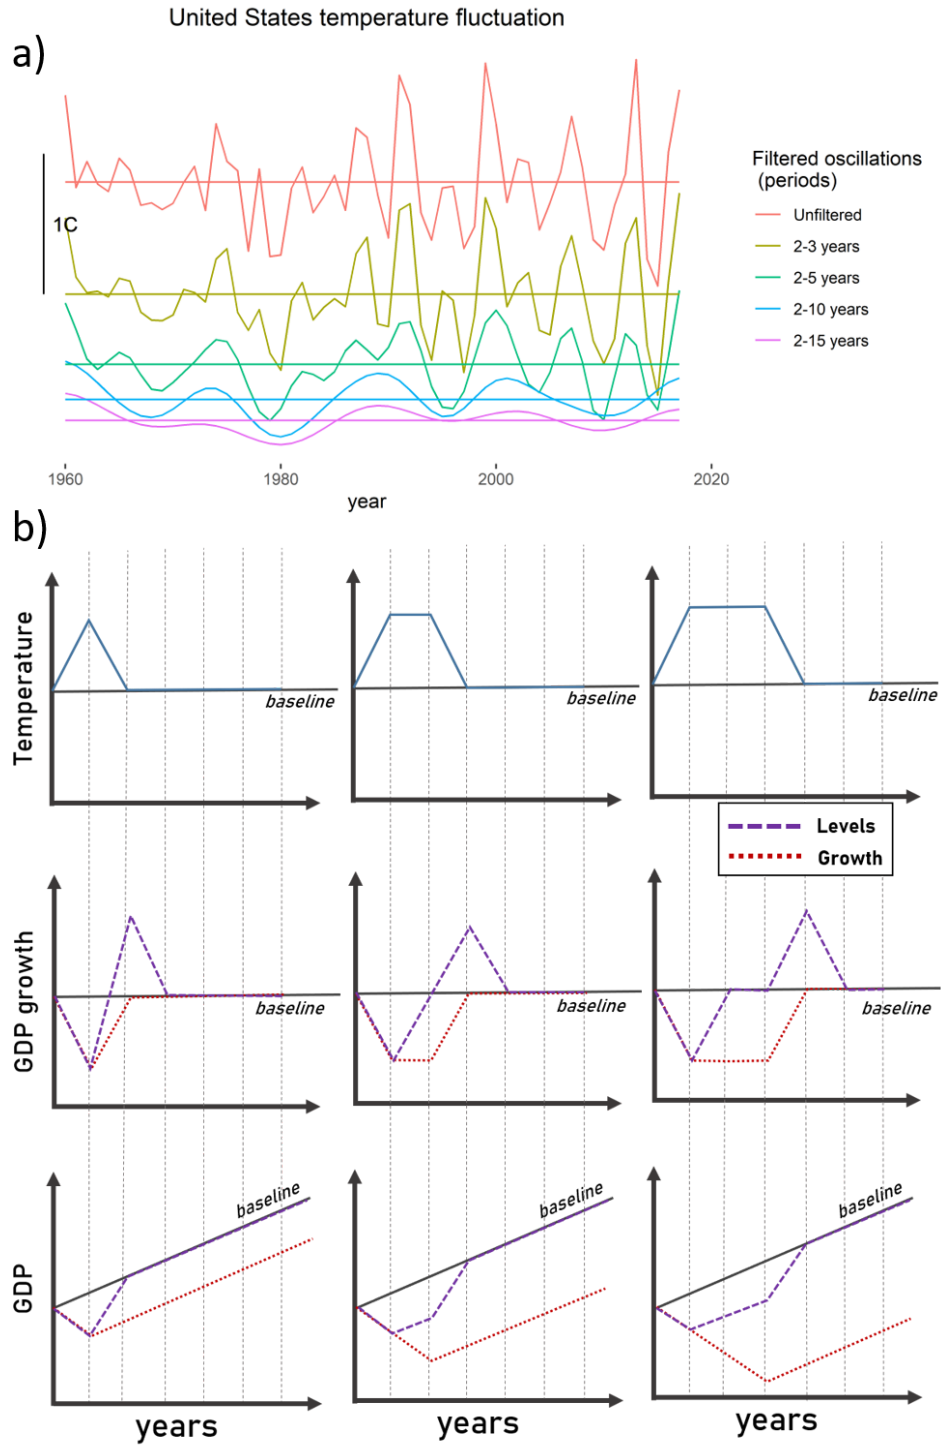 United States temperature fluctuation
a)
1C
Filtered oscillations
(periods)
Unfiltered
2-3 years
2-5 years
2-10 years
2-15 years
1960
1980
2000
2020
year
b)
Temperature
baseline
baseline
baseline
Levels
Growth
GDP growth
baseline
baseline
baseline
GDP
baseline
baseline
baseline
years
years
years